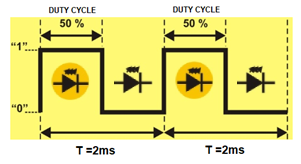 DUTY CYCLE DUTY CYCLE
50 % 50 %
“1”
“0”
T =2ms T =2ms